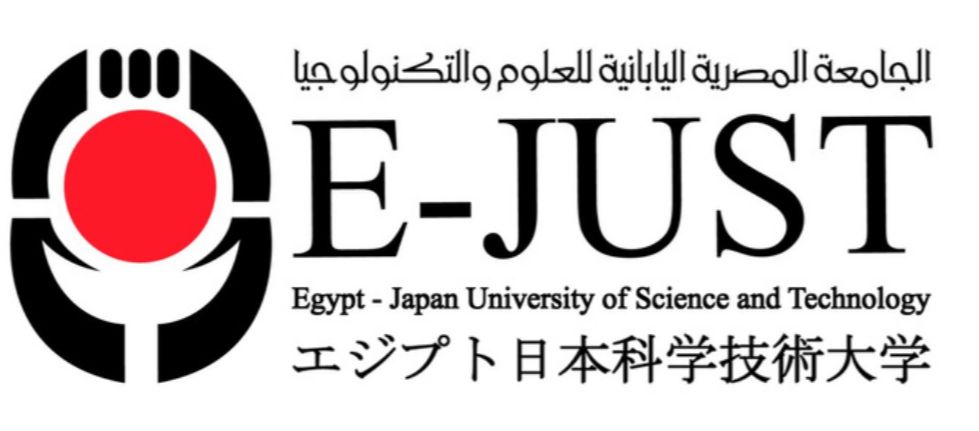 الجامعة المصرية اليابانية للعلوم والتكنولوجيا
E-JUST
Egypt - Japan University of Science and Technology
エジプト日本科学技術大学